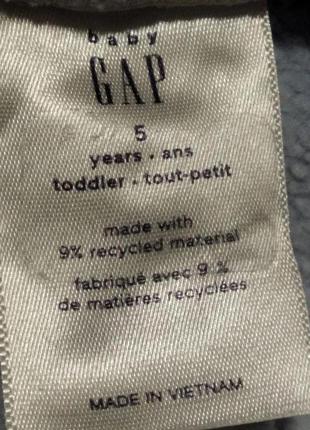 baby
GAP
5
years · ans
toddler · tout-petit
made with
9% recycled material
fabriqué avec 9 %
de matières recyclées
MADE IN VIETNAM